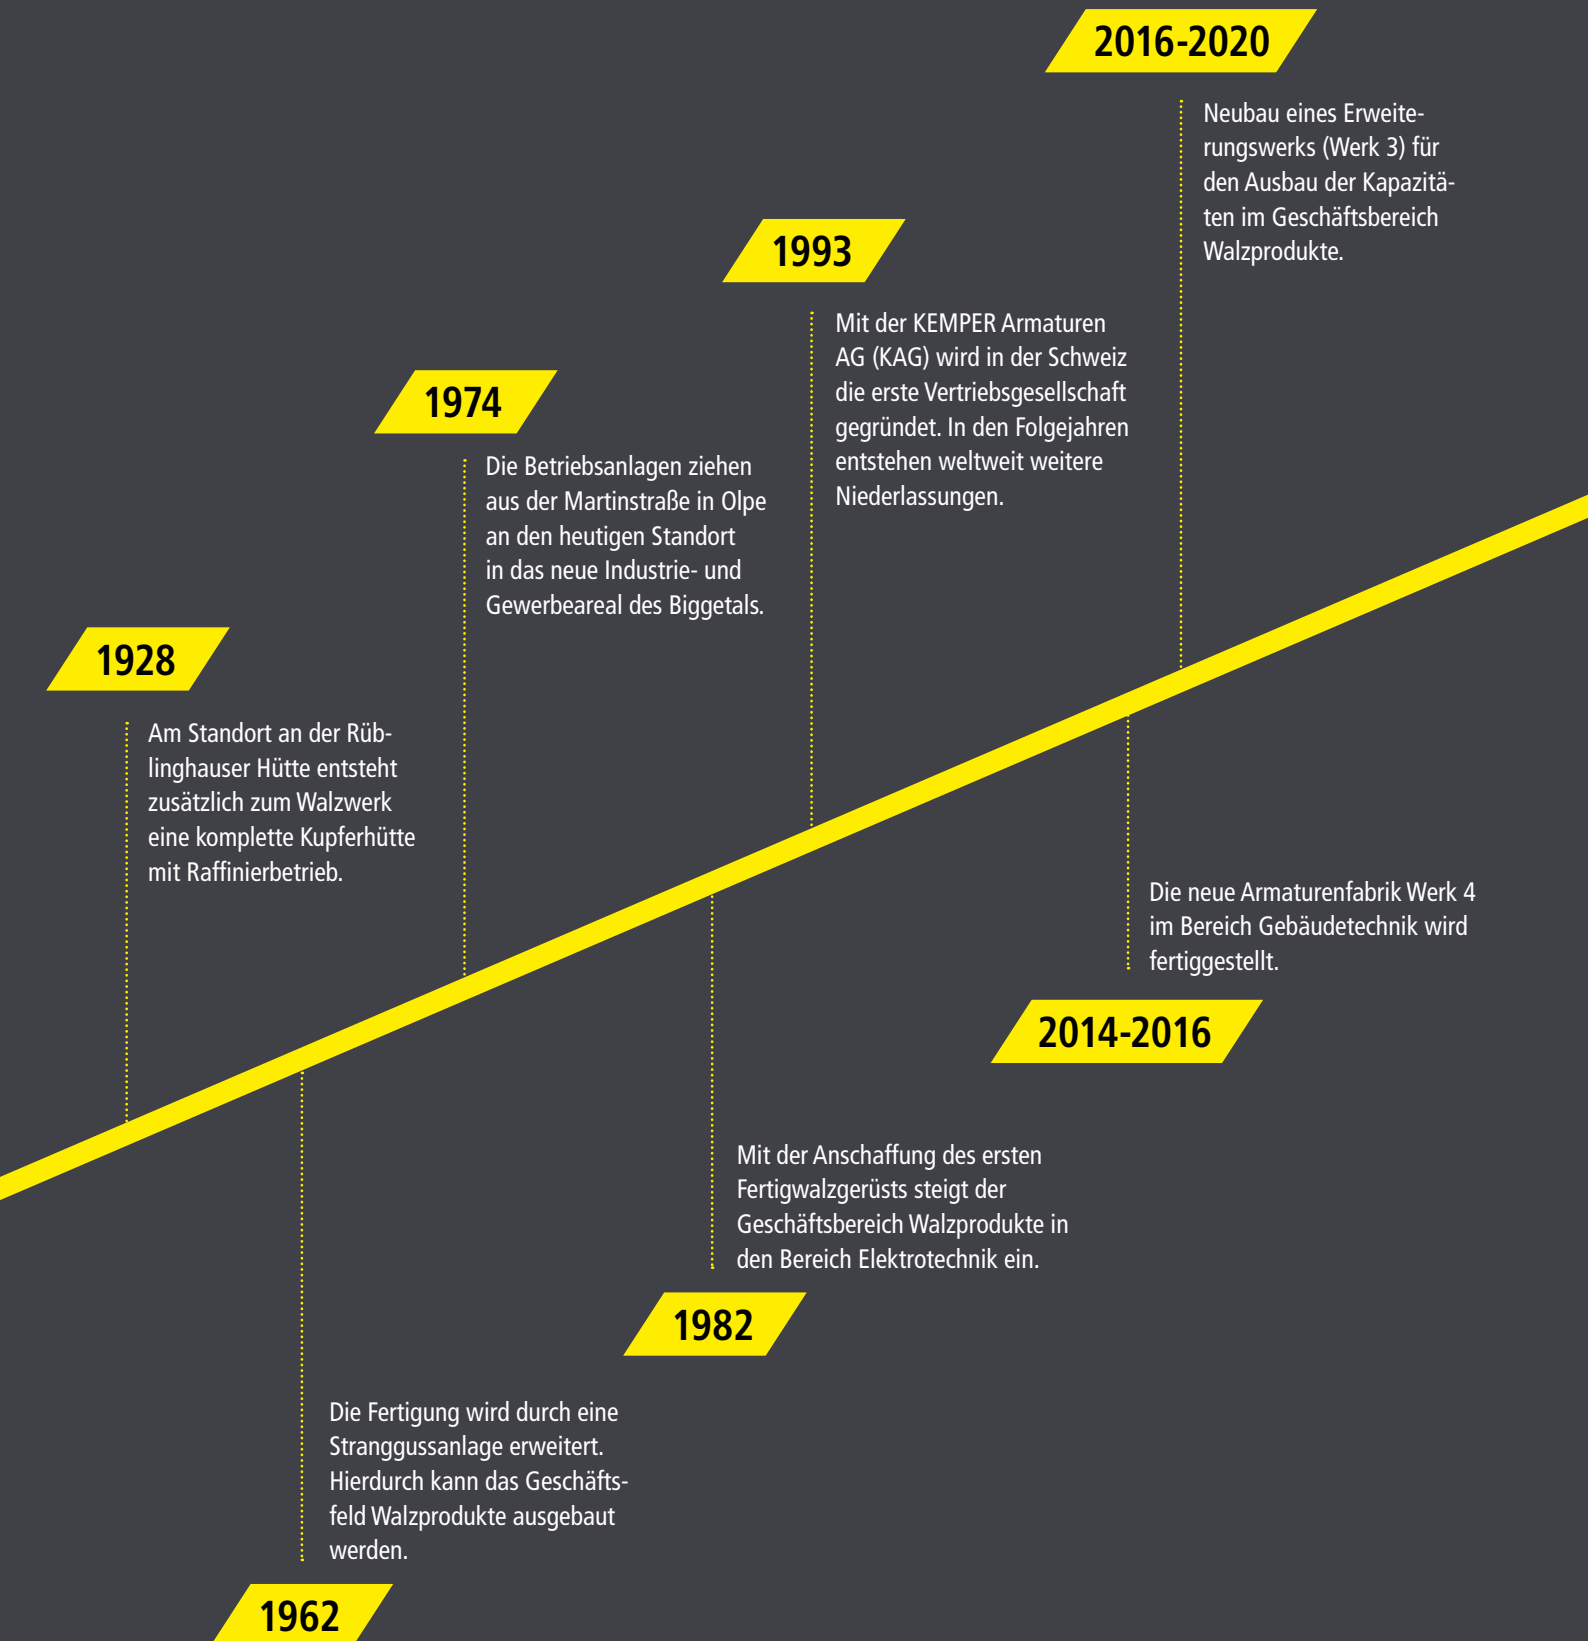 2016-2020
Neubau eines Erweite-
rungswerks (Werk 3) für
den Ausbau der Kapazitä-
ten im Geschäftsbereich
Walzprodukte.
1993
Mit der KEMPER Armaturen
AG (KAG) wird in der Schweiz
die erste Vertriebsgesellschaft
gegründet. In den Folgejahren
entstehen weltweit weitere
Niederlassungen.
1974
Die Betriebsanlagen ziehen
aus der Martinstraße in Olpe
an den heutigen Standort
in das neue Industrie- und
Gewerbeareal des Biggetals.
1928
Am Standort an der Rüb-
linghauser Hütte entsteht
zusätzlich zum Walzwerk
eine komplette Kupferhütte
mit Raffinierbetrieb.
Die neue Armaturenfabrik Werk 4
im Bereich Gebäudetechnik wird
fertiggestellt.
2014-2016
Mit der Anschaffung des ersten
Fertigwalzgerüsts steigt der
Geschäftsbereich Walzprodukte in
den Bereich Elektrotechnik ein.
1982
Die Fertigung wird durch eine
Stranggussanlage erweitert.
Hierdurch kann das Geschäfts-
feld Walzprodukte ausgebaut
werden.
1962